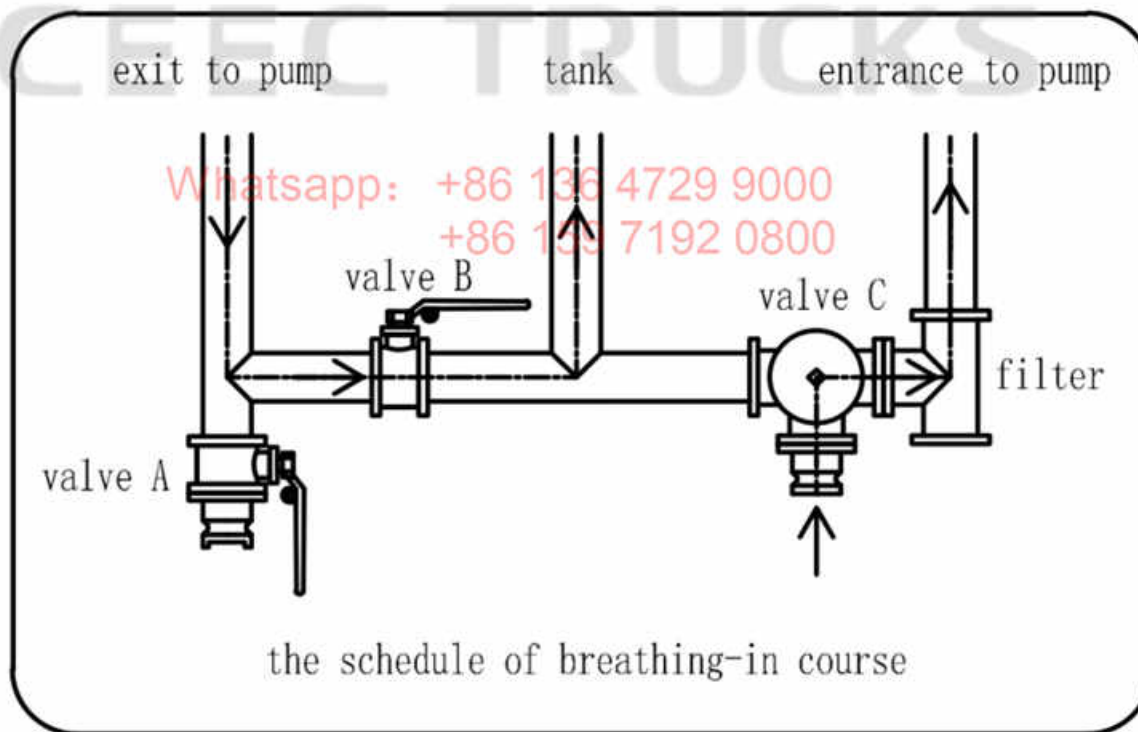 CEEC TRUCKS
exit to pump tank entrance to pump
Whatsapp: +86 136 4729 9000
+86 159 7192 0800
valve B
valve C
filter
valve A
the schedule of breathing-in course